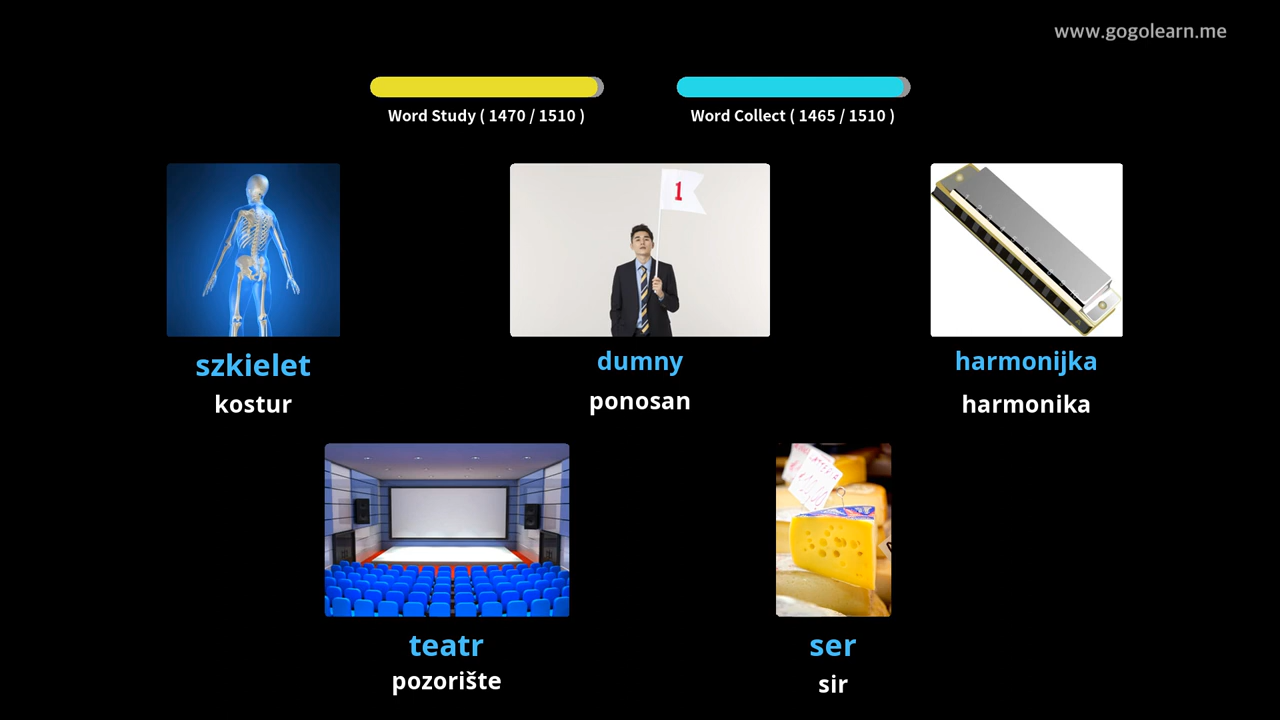 www.gogolearn.me
Word Study ( 1470 / 1510 )
Word Collect ( 1465 / 1510 )
1
szkielet
kostur
dumny
ponosan
harmonijka
harmonika
teatr
pozorište
ser
sir